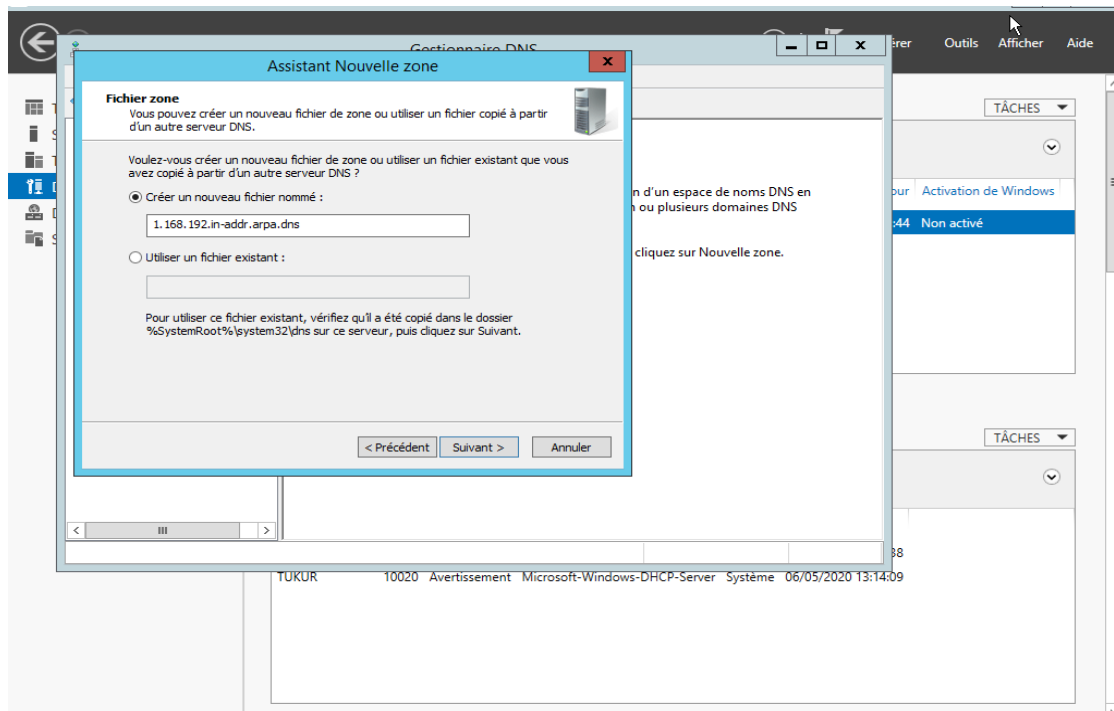 érer Outils Afficher Aide
Gestionnaire DNS
Assistant Nouvelle zone
Fichier zone
Vous pouvez créer un nouveau fichier de zone ou utiliser un fichier copié à partir
d'un autre serveur DNS.
Voulez-vous créer un nouveau fichier de zone ou utiliser un fichier existant que vous
avez copié à partir d'un autre serveur DNS ?
Créer un nouveau fichier nommé :
1.168.192.in-addr.arpa.dns
Utiliser un fichier existant :
Pour utiliser ce fichier existant, vérifiez qu'il a été copié dans le dossier
%SystemRoot%\system32\dns sur ce serveur, puis cliquez sur Suivant.
< Précédent Suivant > Annuler
n d'un espace de noms DNS en
ou plusieurs domaines DNS
cliquez sur Nouvelle zone.
TÂCHES
our Activation de Windows
:44 Non activé
TÂCHES
38
TUKUR 10020 Avertissement Microsoft-Windows-DHCP-Server Système 06/05/2020 13:14:09